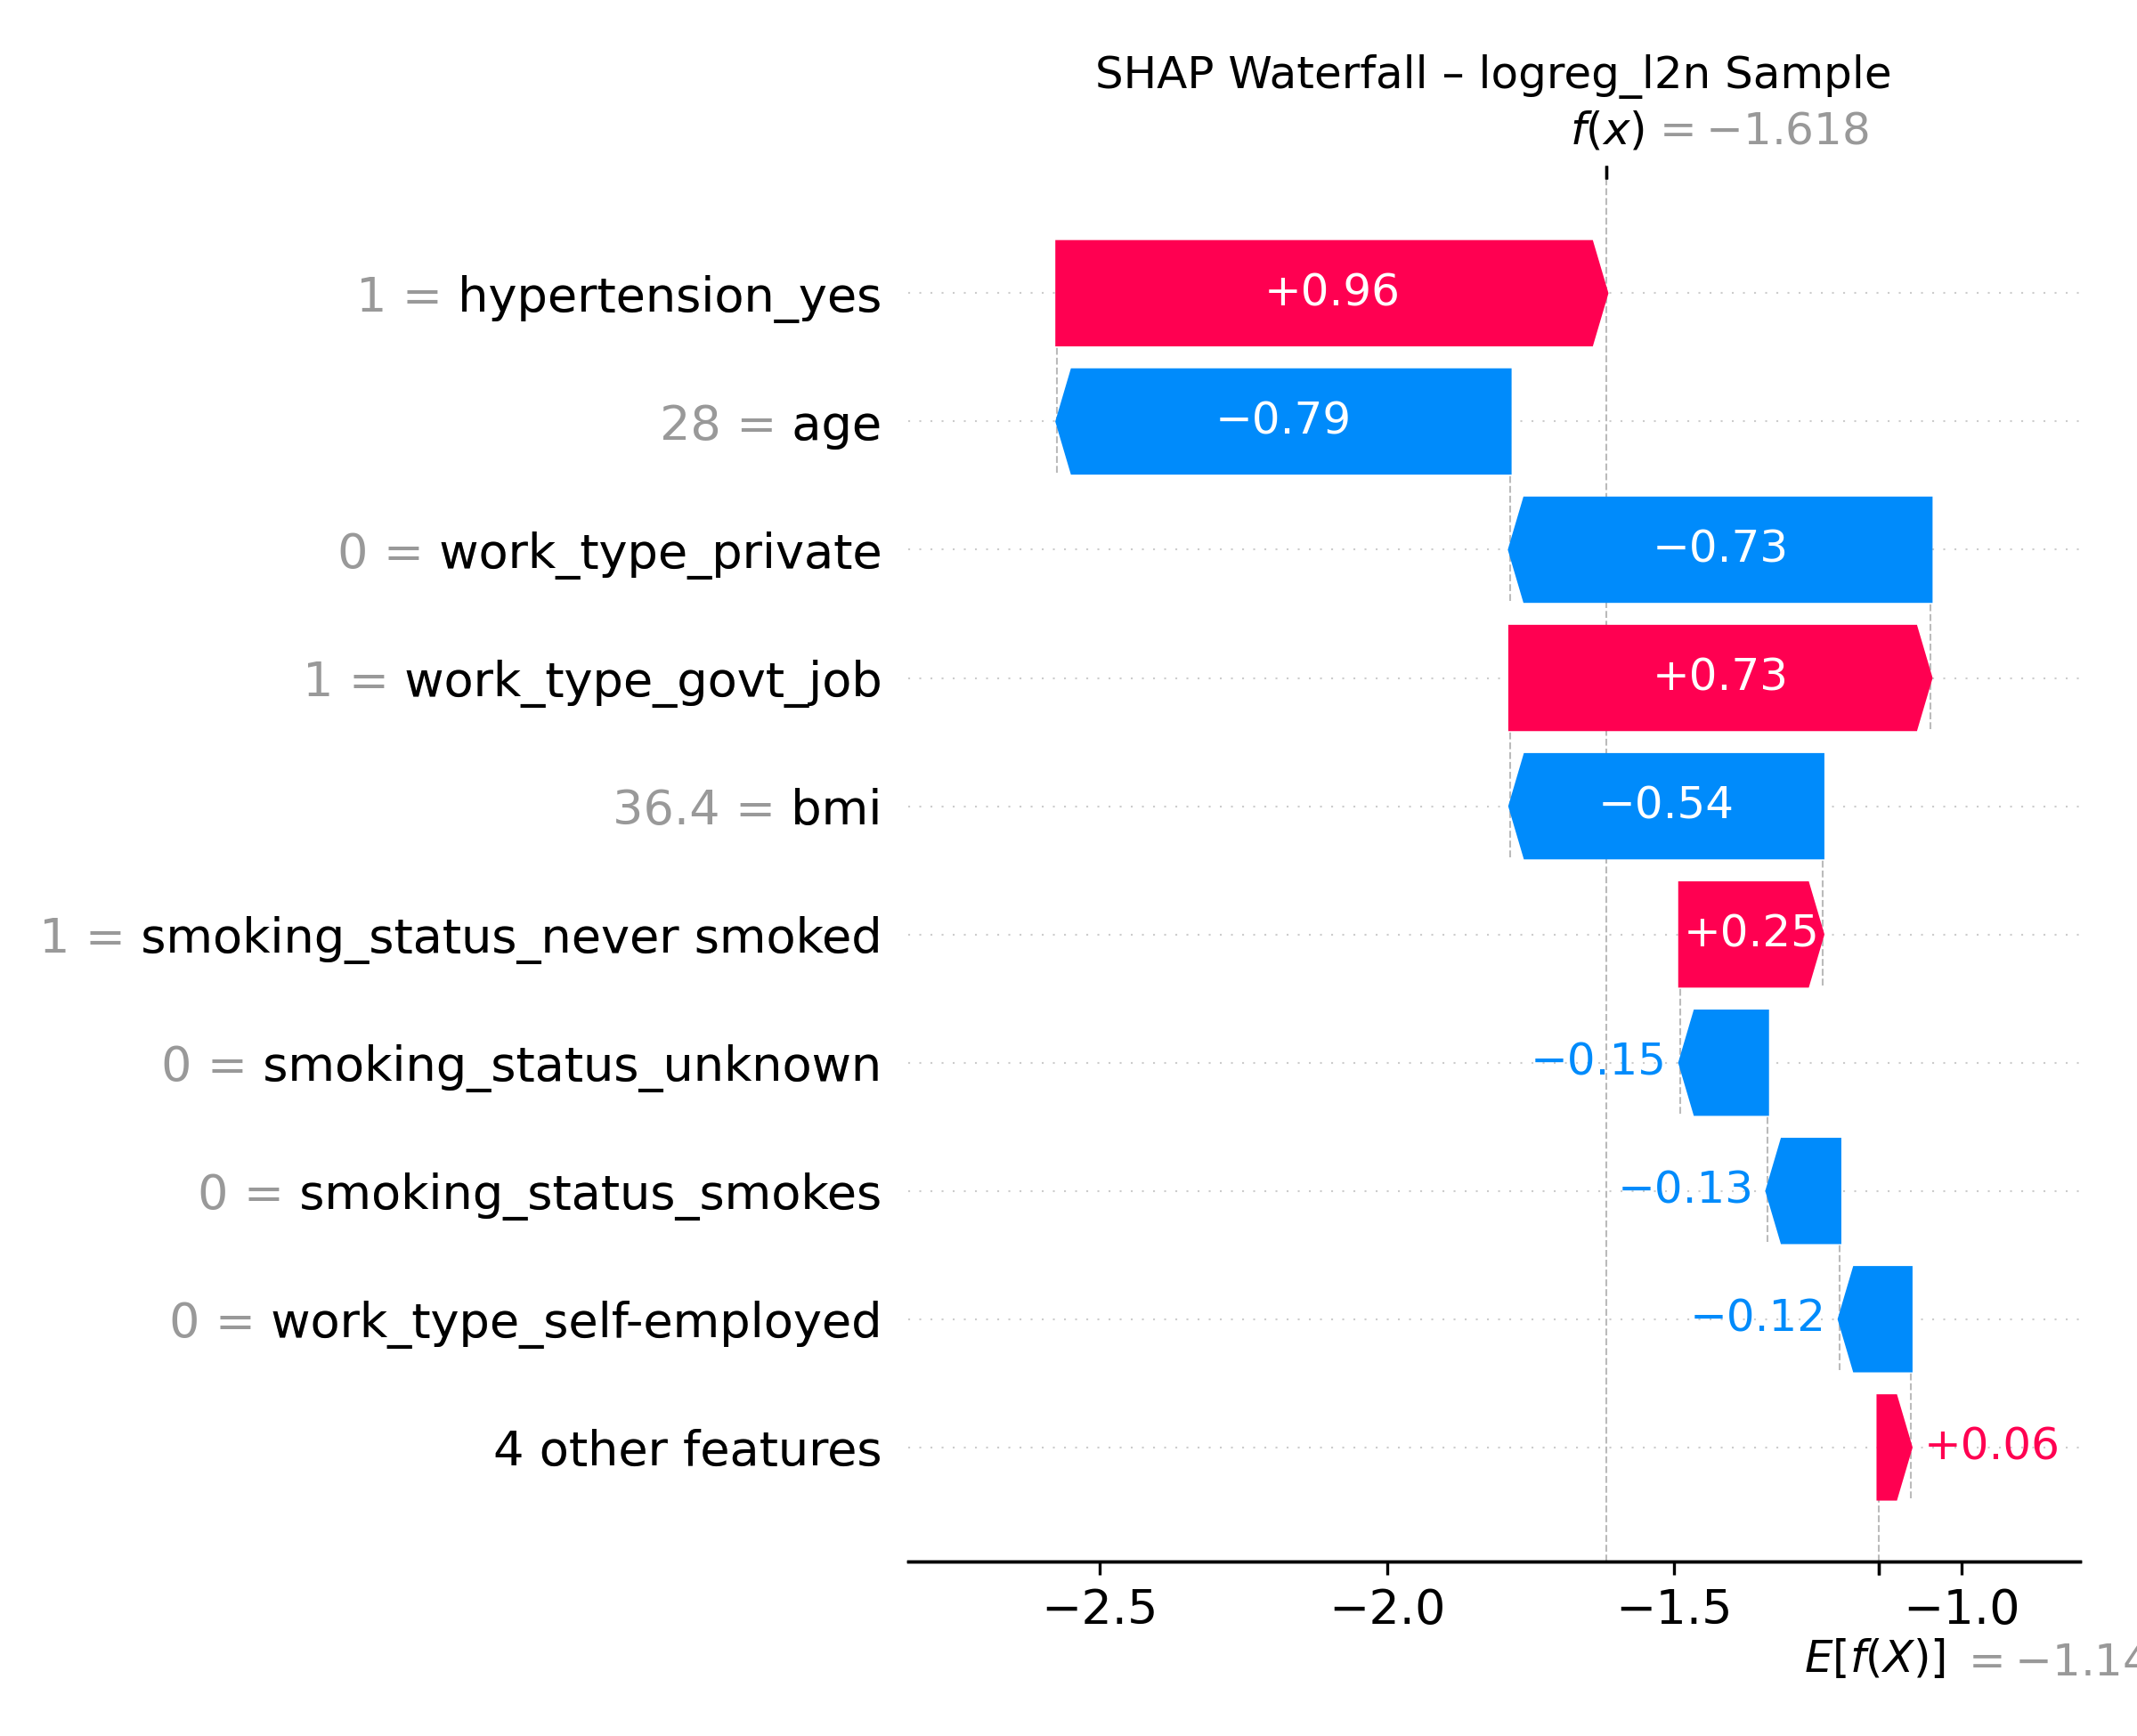 SHAP Waterfall – logreg_l2n Sample
f(x) = −1.618
1 = hypertension_yes +0.96
28 = age −0.79
0 = work_type_private −0.73
1 = work_type_govt_job +0.73
36.4 = bmi −0.54
1 = smoking_status_never smoked +0.25
0 = smoking_status_unknown −0.15
0 = smoking_status_smokes −0.13
0 = work_type_self-employed −0.12
4 other features +0.06
−2.5 −2.0 −1.5 −1.0
E[f(X)] = −1.14